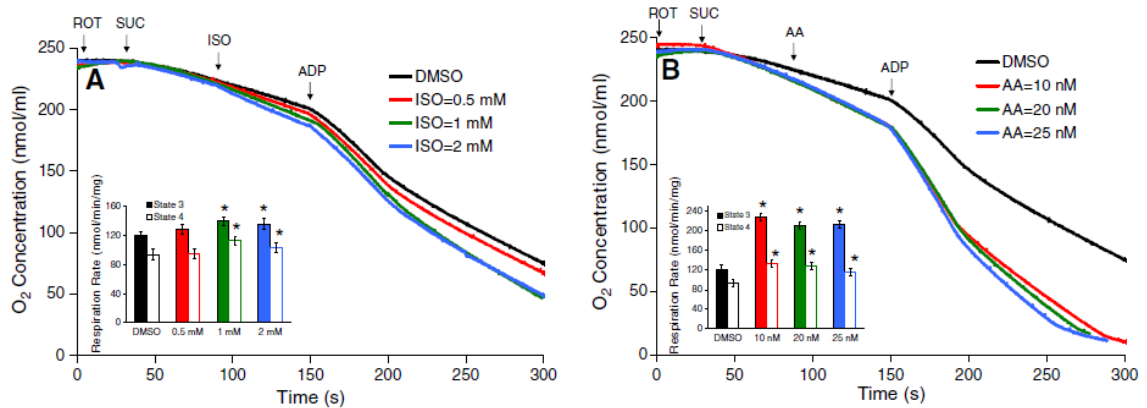 ROT SUC
ISO
ADP
A
DMSO
ISO=0.5 mM
ISO=1 mM
ISO=2 mM
O2 Concentration (nmol/ml)
250
200
150
100
50
0
0 50 100 150 200 250 300
Time (s)
Respiration Rate (nmol/min/mg)
State 3
State 4
160
120
80
40
0
* * * *
DMSO 0.5 mM 1 mM 2 mM
ROT SUC
AA
ADP
B
DMSO
AA=10 nM
AA=20 nM
AA=25 nM
O2 Concentration (nmol/ml)
250
200
150
100
50
0
0 50 100 150 200 250 300
Time (s)
Respiration Rate (nmol/min/mg)
State 3
State 4
240
200
160
120
80
40
0
* * * * * *
DMSO 10 nM 20 nM 25 nM